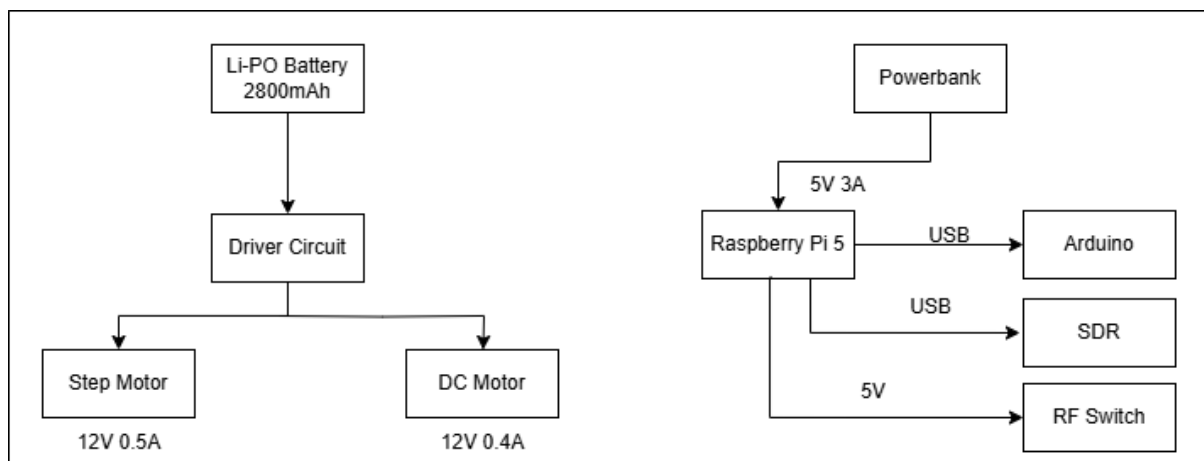 Li-PO Battery
2800mAh
Powerbank
5V 3A
Driver Circuit
Raspberry Pi 5
USB
Arduino
USB
SDR
Step Motor
DC Motor
5V
RF Switch
12V 0.5A
12V 0.4A